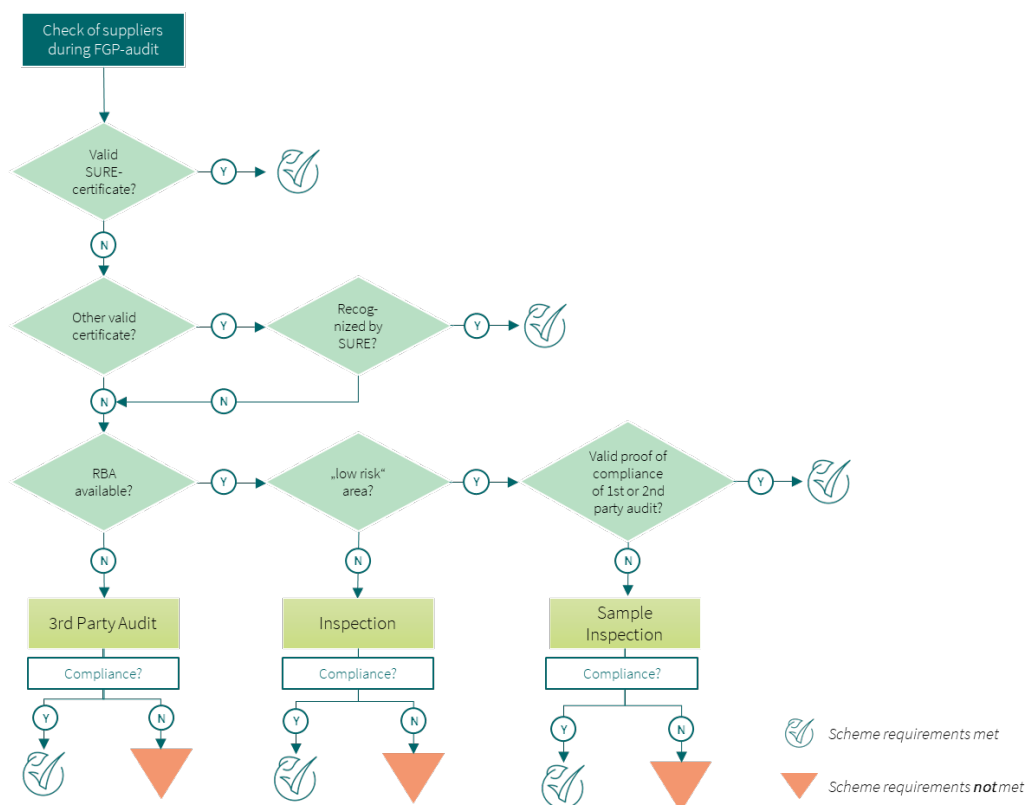 Check of suppliers
during FGP-audit
Valid
SURE-
certificate?
Y
N
Other valid
certificate?
Y
Recog-
nized by
SURE?
Y
N
N
RBA
available?
Y
„low risk“
area?
Y
Valid proof of
compliance
of 1st or 2nd
party audit?
Y
N
N
N
3rd Party Audit
Inspection
Sample
Inspection
Compliance?
Compliance?
Compliance?
Y
N
Y
N
Y
N
Scheme requirements met
Scheme requirements not met